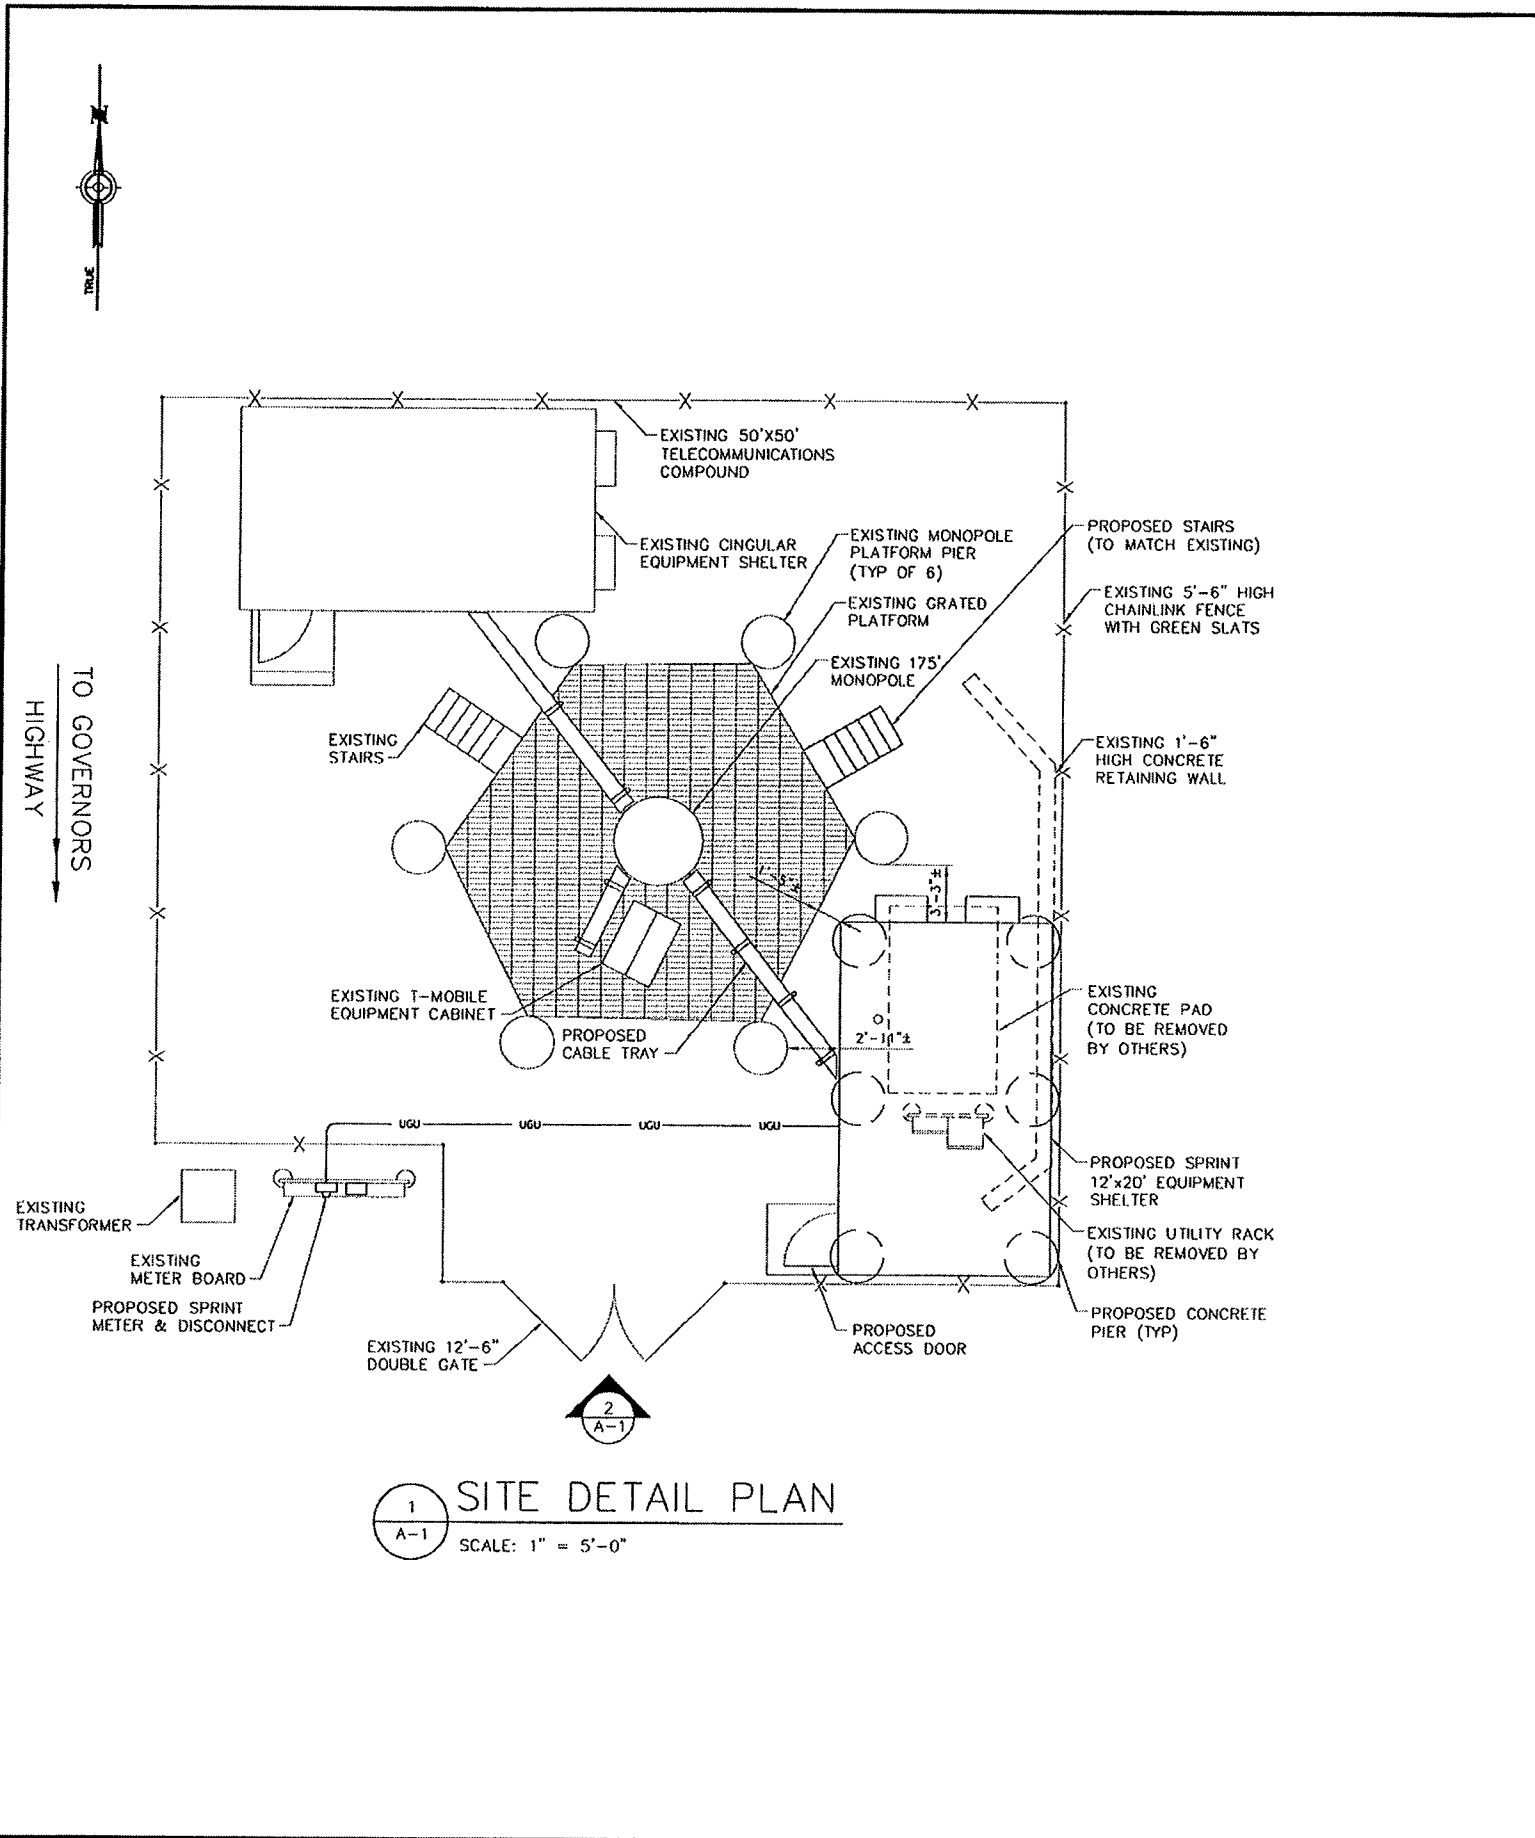 N
TRUE
EXISTING 50'X50'
TELECOMMUNICATIONS
COMPOUND
EXISTING CINGULAR
EQUIPMENT SHELTER
EXISTING MONOPOLE
PLATFORM PIER
(TYP OF 6)
PROPOSED STAIRS
(TO MATCH EXISTING)
EXISTING GRATED
PLATFORM
EXISTING 5'-6" HIGH
CHAINLINK FENCE
WITH GREEN SLATS
EXISTING 175'
MONOPOLE
TO GOVERNORS
HIGHWAY
EXISTING
STAIRS
EXISTING 1'-6"
HIGH CONCRETE
RETAINING WALL
3'-3"±
EXISTING T-MOBILE
EQUIPMENT CABINET
PROPOSED
CABLE TRAY
2'-11"±
EXISTING
CONCRETE PAD
(TO BE REMOVED
BY OTHERS)
UGU UGU UGU UGU
PROPOSED SPRINT
12'x20' EQUIPMENT
SHELTER
EXISTING
TRANSFORMER
EXISTING UTILITY RACK
(TO BE REMOVED BY
OTHERS)
EXISTING
METER BOARD
PROPOSED SPRINT
METER & DISCONNECT
PROPOSED CONCRETE
PIER (TYP)
EXISTING 12'-6"
DOUBLE GATE
PROPOSED
ACCESS DOOR
2
A-1
1
A-1
SITE DETAIL PLAN
SCALE: 1" = 5'-0"